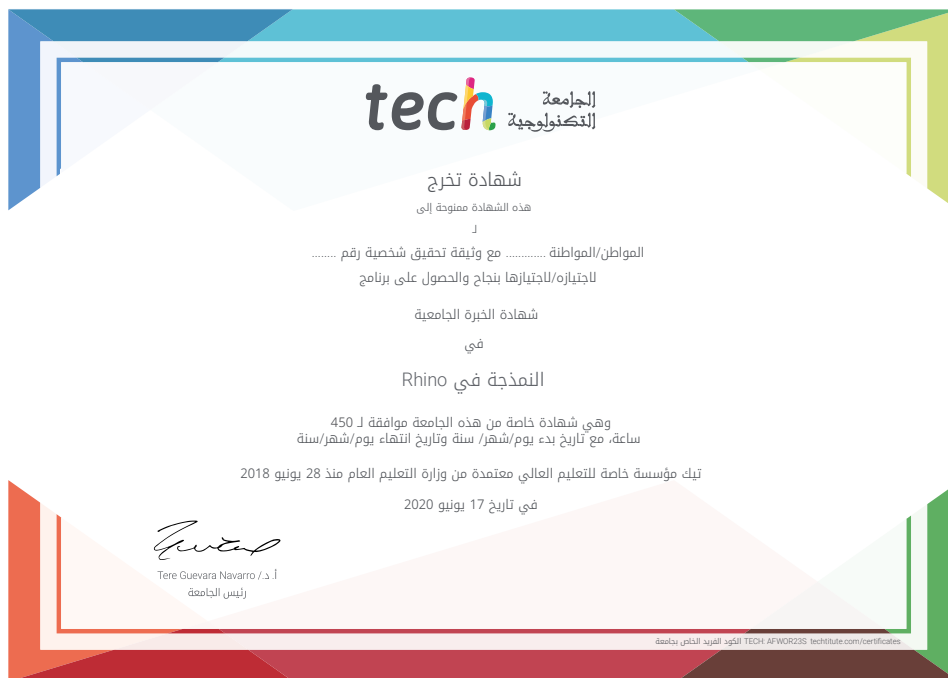 tech الجامعة
التكنولوجية
شهادة تخرج
هذه الشهادة ممنوحة إلى
لـ
المواطن/المواطنة ............ مع وثيقة تحقيق شخصية رقم ........
لاجتيازه/لاجتيازها بنجاح والحصول على برنامج
شهادة الخبرة الجامعية
في
النمذجة في Rhino
وهي شهادة خاصة من هذه الجامعة موافقة لـ 450
ساعة، مع تاريخ بدء يوم/شهر/ سنة وتاريخ انتهاء يوم/شهر/سنة
تيك مؤسسة خاصة للتعليم العالي معتمدة من وزارة التعليم العام منذ 28 يونيو 2018
في تاريخ 17 يونيو 2020
أ. د./ Tere Guevara Navarro
رئيس الجامعة
الكود الفريد الخاص بجامعة TECH: AFWOR23S techtitute.com/certificates